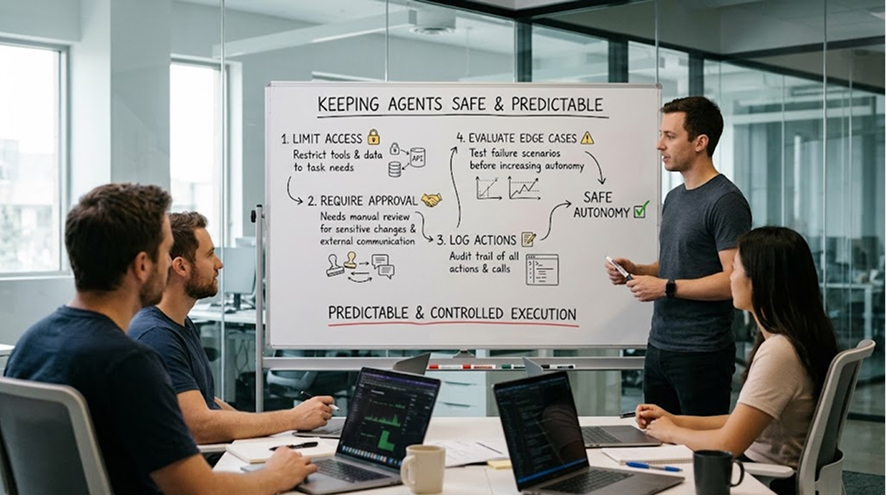 KEEPING AGENTS SAFE & PREDICTABLE
1. LIMIT ACCESS
Restrict tools & data
to task needs
API
2. REQUIRE APPROVAL
Needs manual review
for sensitive changes &
external communication
3. LOG ACTIONS
Audit trail of all
actions & calls
4. EVALUATE EDGE CASES
Test failure scenarios
before increasing autonomy
SAFE
AUTONOMY
PREDICTABLE & CONTROLLED EXECUTION